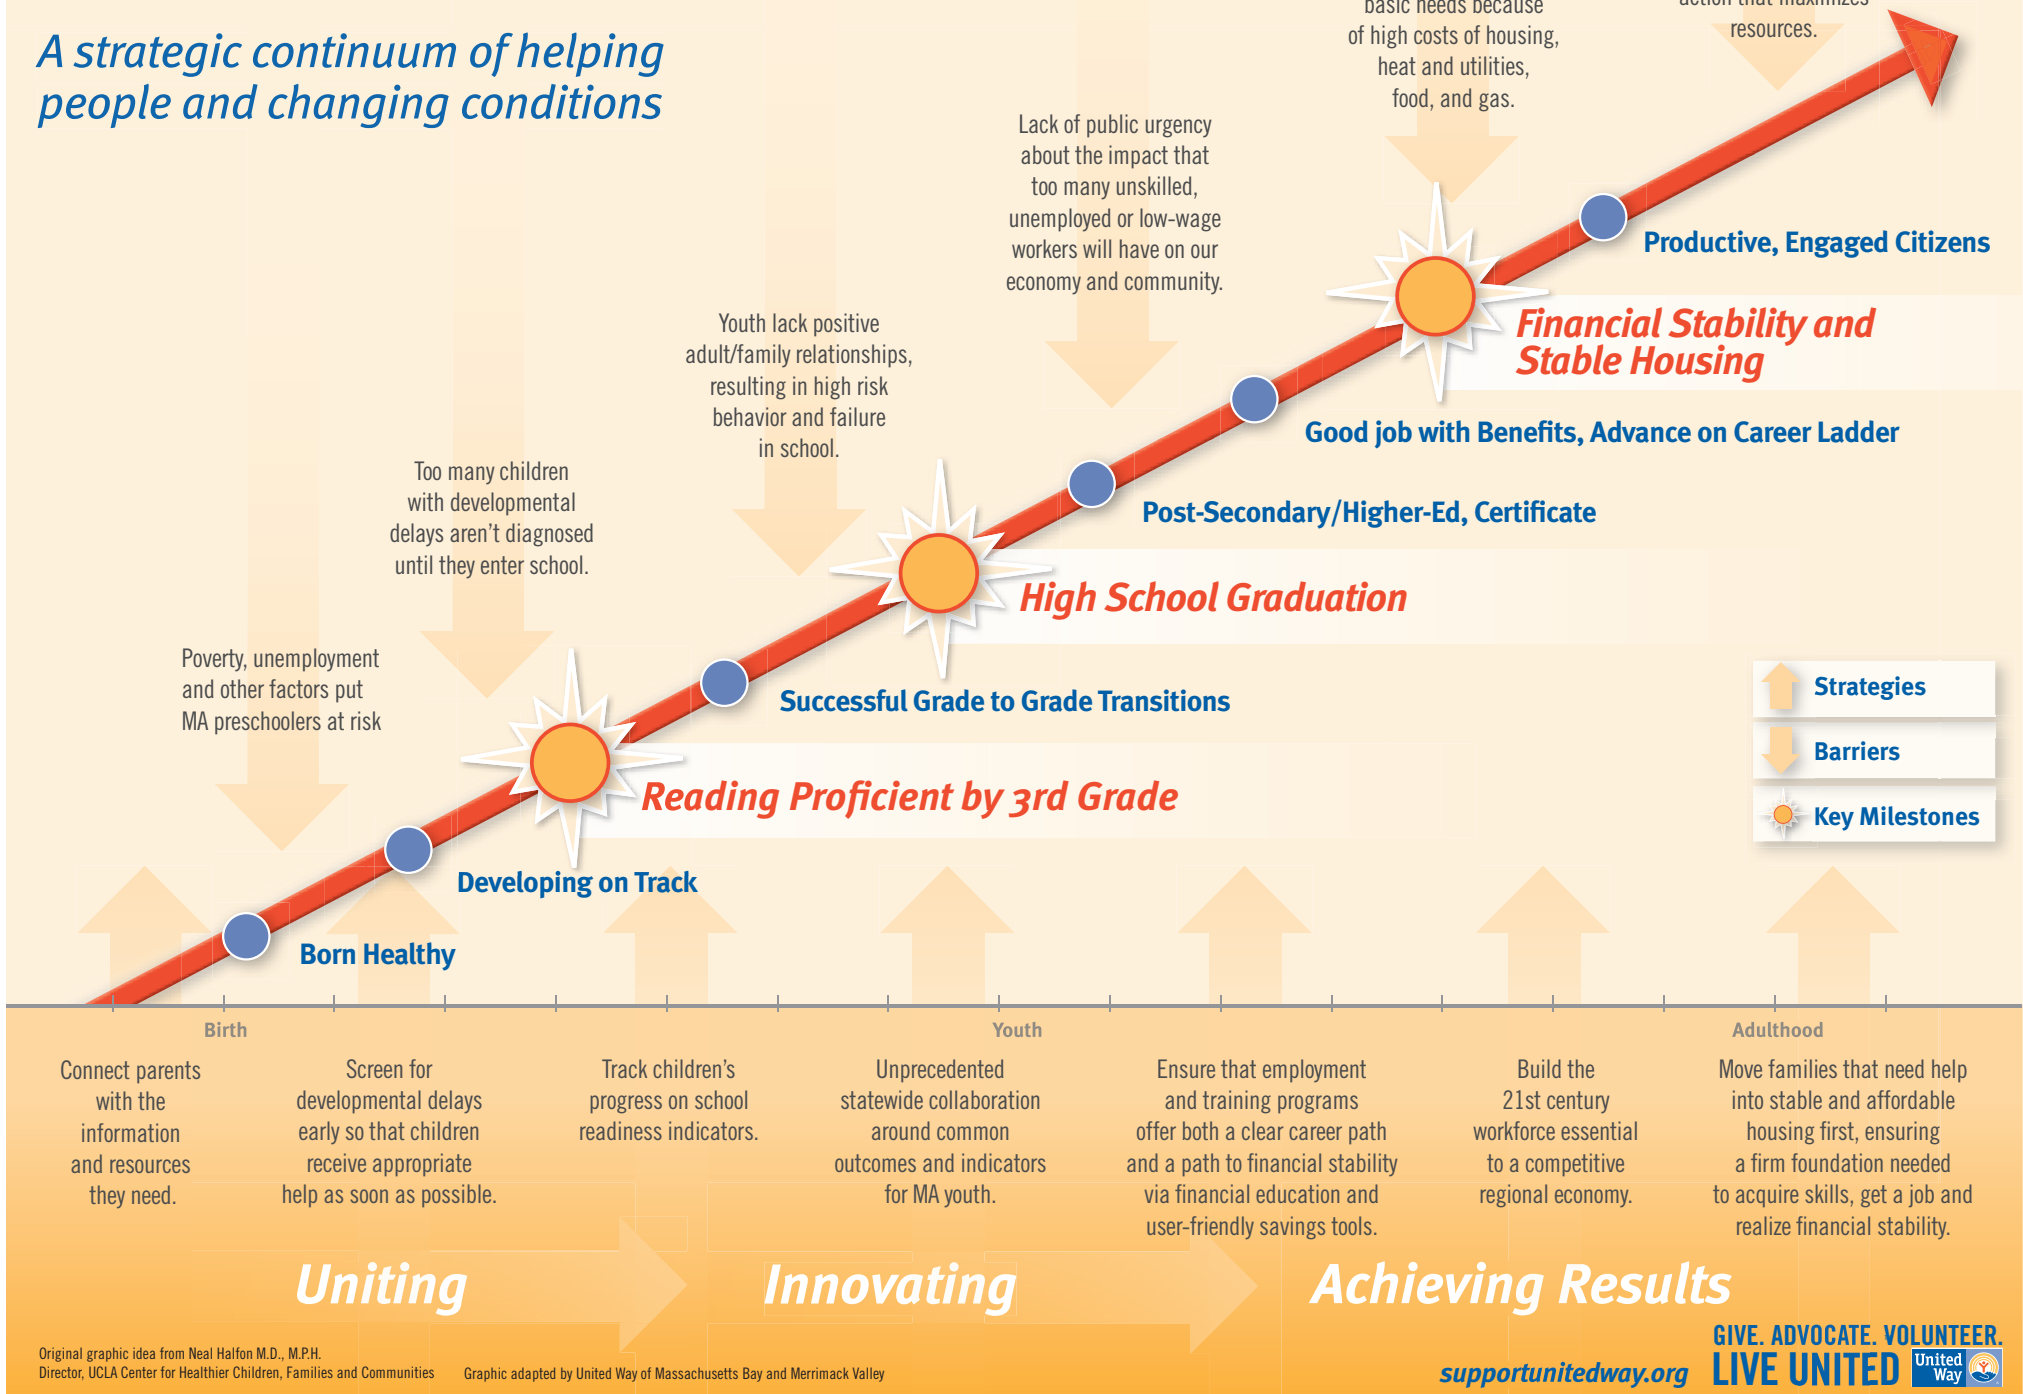 A strategic continuum of helping
people and changing conditions
basic needs because
of high costs of housing,
heat and utilities,
food, and gas.
action that maximizes
resources.
Lack of public urgency
about the impact that
too many unskilled,
unemployed or low-wage
workers will have on our
economy and community.
Youth lack positive
adult/family relationships,
resulting in high risk
behavior and failure
in school.
Too many children
with developmental
delays aren't diagnosed
until they enter school.
Poverty, unemployment
and other factors put
MA preschoolers at risk
Productive, Engaged Citizens
Financial Stability and
Stable Housing
Good job with Benefits, Advance on Career Ladder
Post-Secondary/Higher-Ed, Certificate
High School Graduation
Successful Grade to Grade Transitions
Reading Proficient by 3rd Grade
Developing on Track
Born Healthy
Strategies
Barriers
Key Milestones
Birth
Youth
Adulthood
Connect parents
with the
information
and resources
they need.
Screen for
developmental delays
early so that children
receive appropriate
help as soon as possible.
Track children's
progress on school
readiness indicators.
Unprecedented
statewide collaboration
around common
outcomes and indicators
for MA youth.
Ensure that employment
and training programs
offer both a clear career path
and a path to financial stability
via financial education and
user-friendly savings tools.
Build the
21st century
workforce essential
to a competitive
regional economy.
Move families that need help
into stable and affordable
housing first, ensuring
a firm foundation needed
to acquire skills, get a job and
realize financial stability.
Uniting
Innovating
Achieving Results
Original graphic idea from Neal Halfon M.D., M.P.H.
Director, UCLA Center for Healthier Children, Families and Communities
Graphic adapted by United Way of Massachusetts Bay and Merrimack Valley
supportunitedway.org
GIVE. ADVOCATE. VOLUNTEER.
LIVE UNITED
United
Way